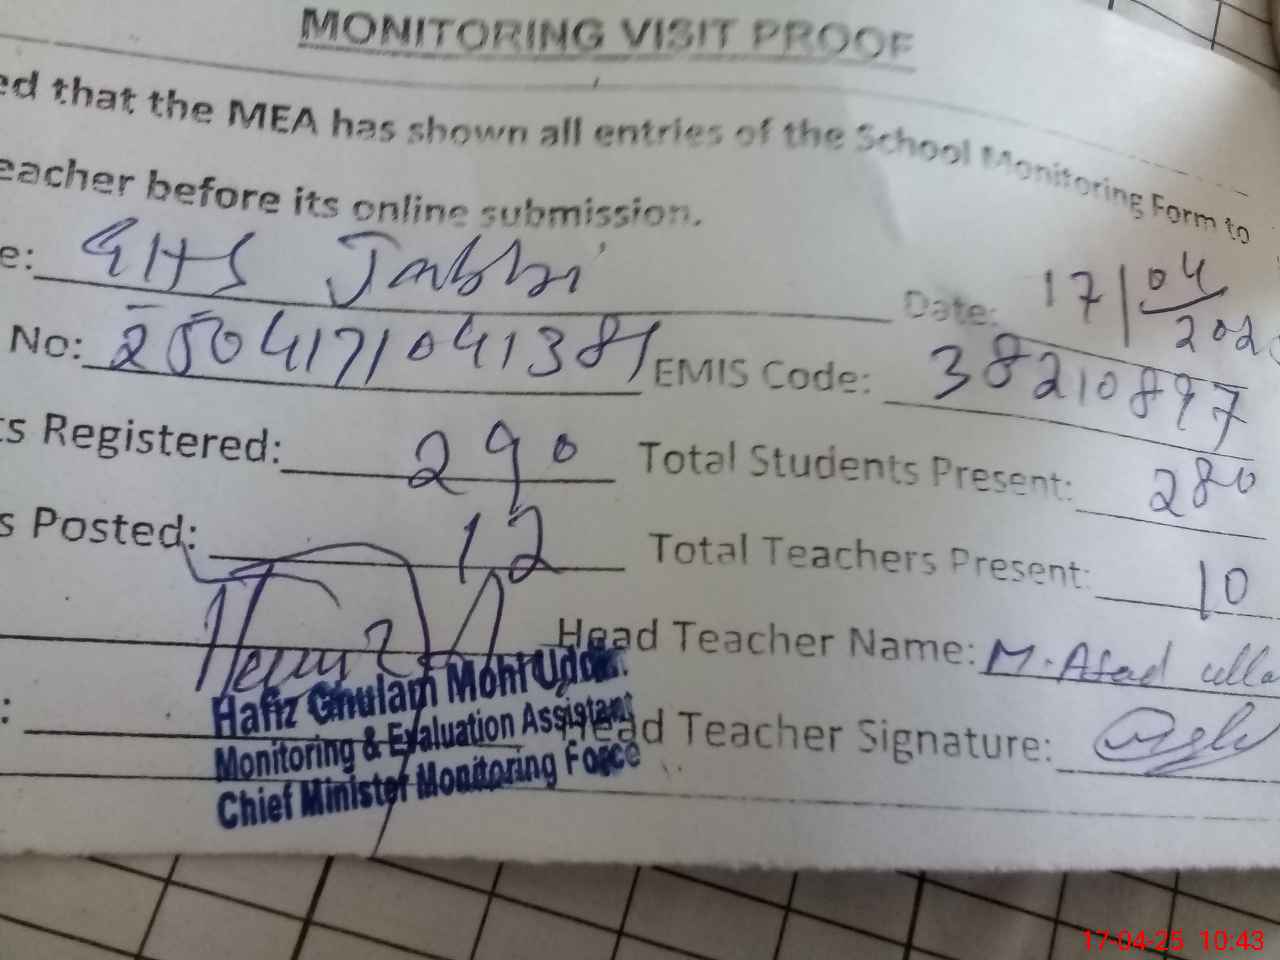 MONITORING VISIT PROOF
ed that the MEA has shown all entries of the School Monitoring Form to
eacher before its online submission.
e: GHS Jabbi Date: 17/04/202
No: 250417104138 EMIS Code: 38210897
ts Registered: 290 Total Students Present: 280
s Posted: 12 Total Teachers Present: 10
Head Teacher Name: M. Asad ulla
Hafiz Ghulam Mohi Uddin
Monitoring & Evaluation Assistant
: Head Teacher Signature:
Chief Minister Monitoring Force
17-04-25 10:43